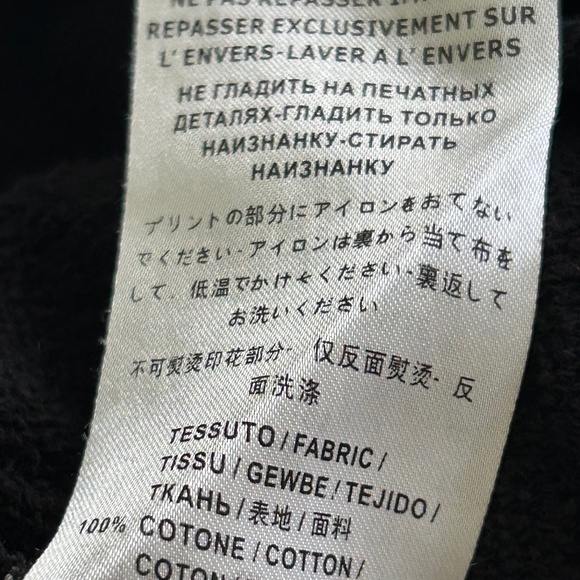 NE PAS REPASSER
REPASSER EXCLUSIVEMENT SUR
L'ENVERS-LAVER A L'ENVERS
НЕ ГЛАДИТЬ НА ПЕЧАТНЫХ
ДЕТАЛЯХ-ГЛАДИТЬ ТОЛЬКО
НАИЗНАНКУ-СТИРАТЬ
НАИЗНАНКУ
プリントの部分にアイロンをおてない
でください-アイロンは裏から当て布を
して、低温でかけてください-裏返して
お洗いください
不可熨烫印花部分- 仅反面熨烫- 反
面洗涤
TESSUTO / FABRIC /
TISSU / GEWBE / TEJIDO /
ТКАНЬ / 表地 / 面料
100% COTONE / COTTON /
COTON